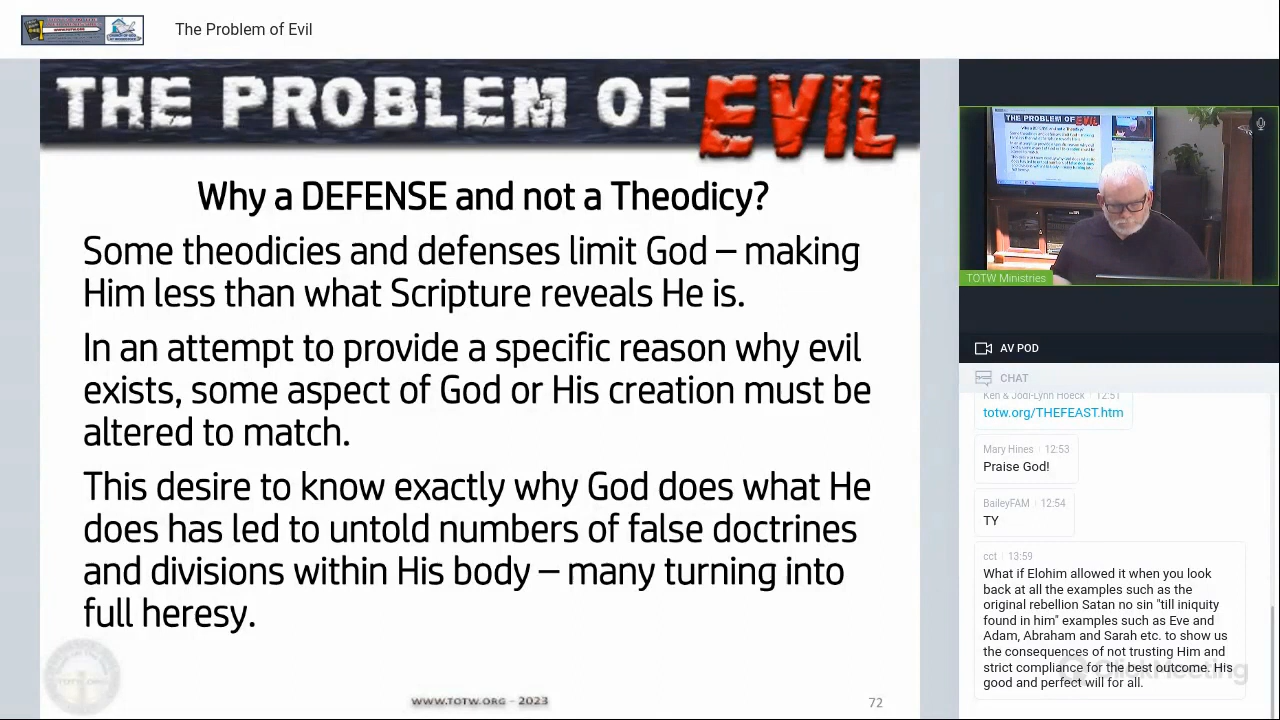 The Problem of Evil
THE PROBLEM OF EVIL
Why a DEFENSE and not a Theodicy?
Some theodicies and defenses limit God – making
Him less than what Scripture reveals He is.
In an attempt to provide a specific reason why evil
exists, some aspect of God or His creation must be
altered to match.
This desire to know exactly why God does what He
does has led to untold numbers of false doctrines
and divisions within His body – many turning into
full heresy.
WWW.TOTW.ORG - 2023
72
THE PROBLEM OF EVIL
TOTW Ministries
AV POD
CHAT
Ken & Jodi-Lynn Hoeck 12:51
totw.org/THEFEAST.htm
Mary Hines 12:53
Praise God!
BaileyFAM 12:54
TY
cct 13:59
What if Elohim allowed it when you look
back at all the examples such as the
original rebellion Satan no sin "till iniquity
found in him" examples such as Eve and
Adam, Abraham and Sarah etc. to show us
the consequences of not trusting Him and
strict compliance for the best outcome. His
good and perfect will for all.
ClickMeeting